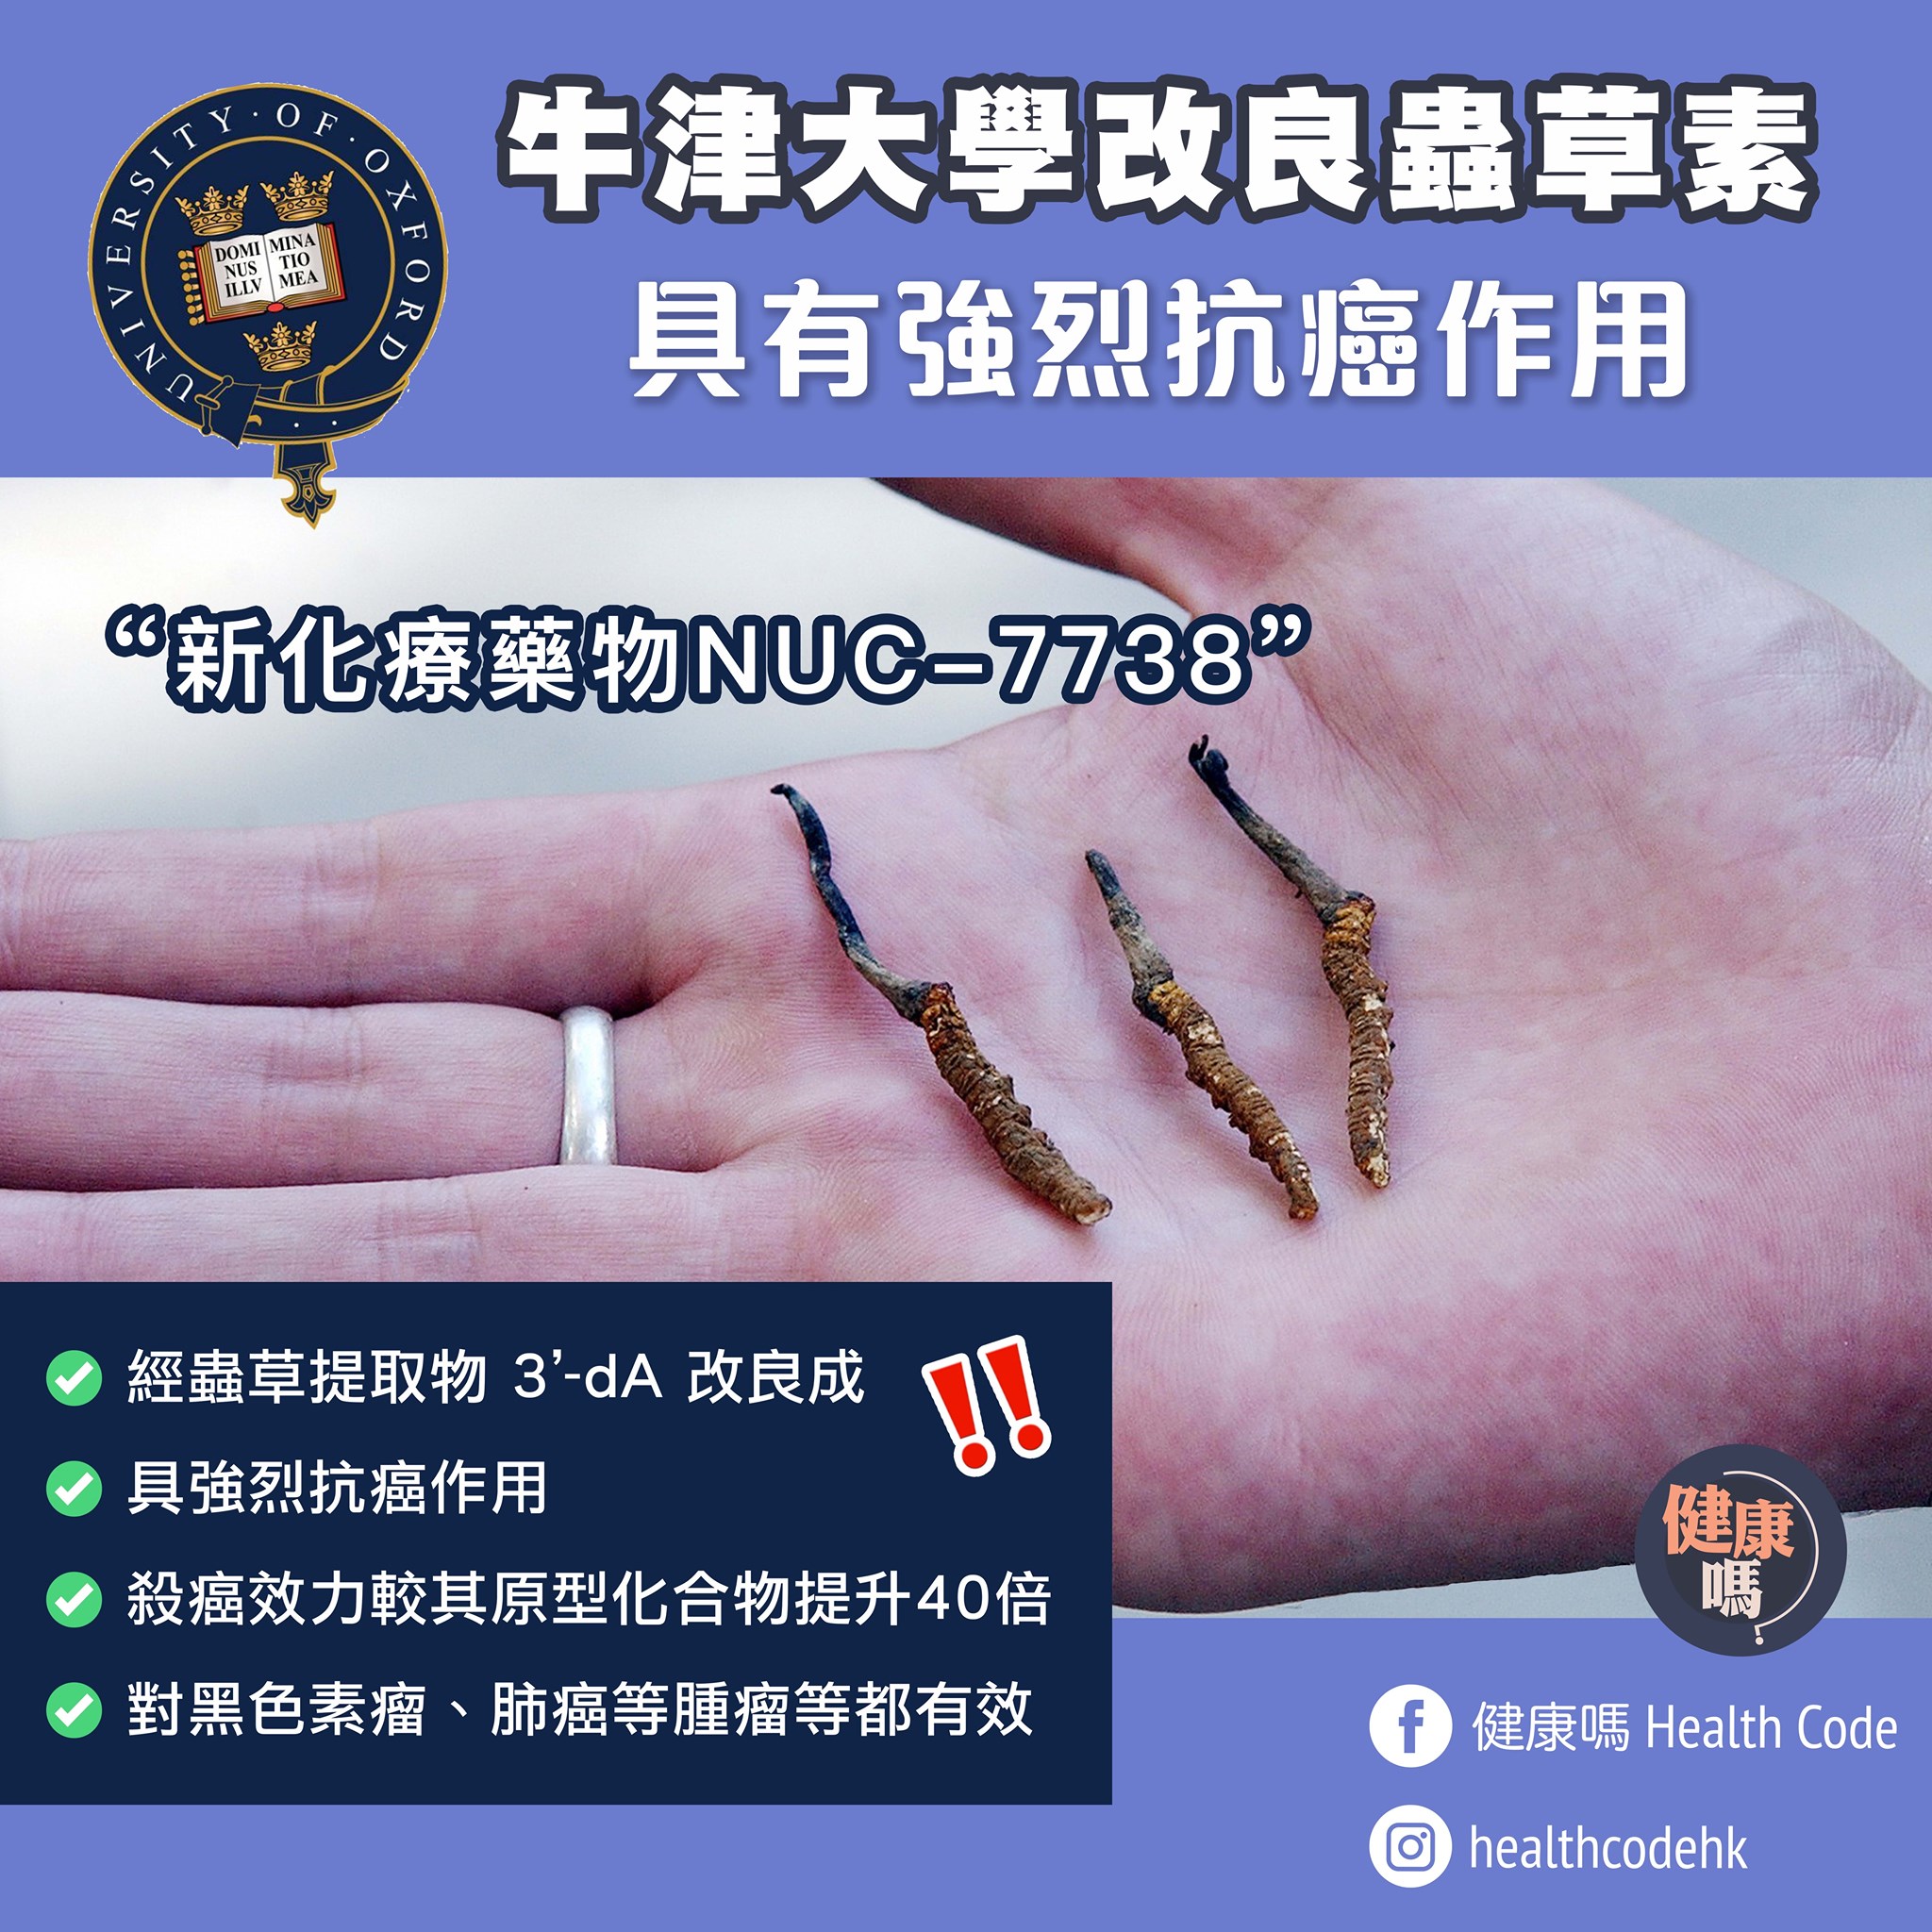 UNIVERSITY · OF · OXFORD
DOMI MINA
NUS TIO
ILLV MEA
牛津大學改良蟲草素
具有強烈抗癌作用
“新化療藥物NUC-7738”
經蟲草提取物 3’-dA 改良成
具強烈抗癌作用
殺癌效力較其原型化合物提升40倍
對黑色素瘤、肺癌等腫瘤等都有效
健康
嗎
健康嗎 Health Code
healthcodehk